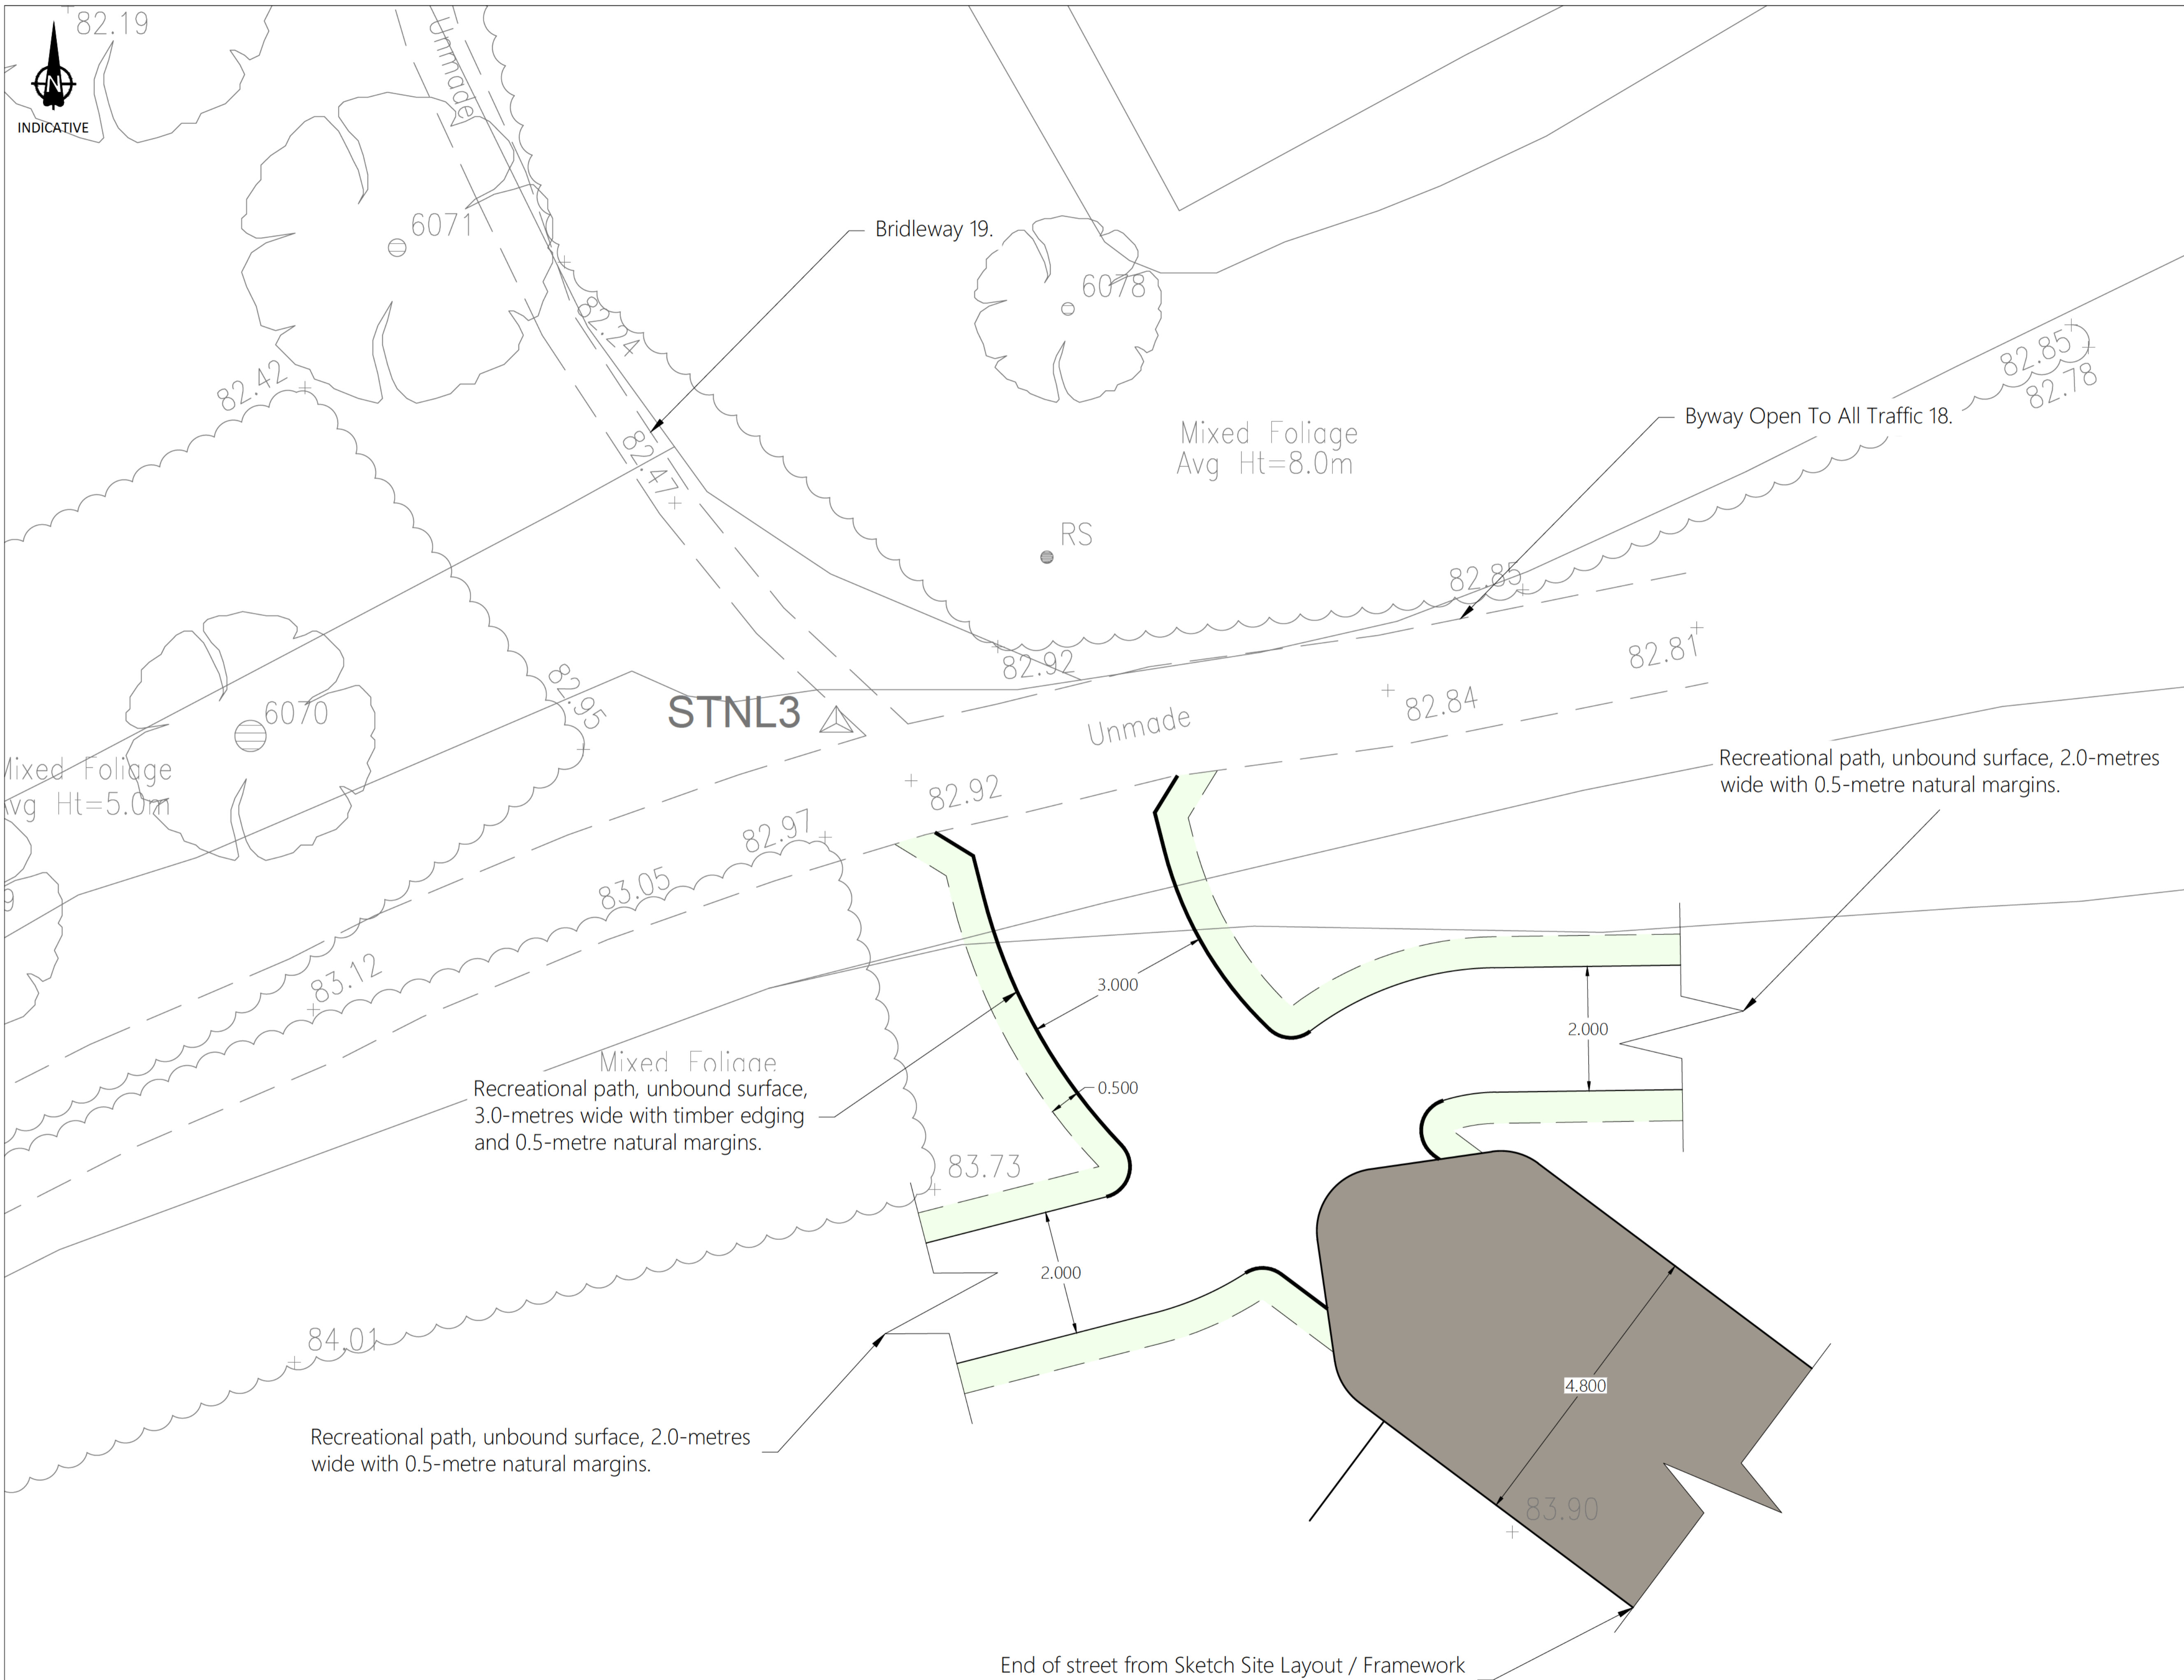 82.19
N
INDICATIVE
Unmade
6071
Bridleway 19.
6078
82.24
82.42
82.47
82.85
82.78
Byway Open To All Traffic 18.
Mixed Foliage
Avg Ht=8.0m
RS
82.85
82.92
82.81
82.95
STNL3
6070
82.84
Unmade
Mixed Foliage
Avg Ht=5.0m
82.92
Recreational path, unbound surface, 2.0-metres
wide with 0.5-metre natural margins.
82.97
83.05
9
83.12
3.000
2.000
Mixed Foliage
Recreational path, unbound surface,
3.0-metres wide with timber edging
and 0.5-metre natural margins.
0.500
83.73
2.000
84.01
4.800
Recreational path, unbound surface, 2.0-metres
wide with 0.5-metre natural margins.
83.90
End of street from Sketch Site Layout / Framework